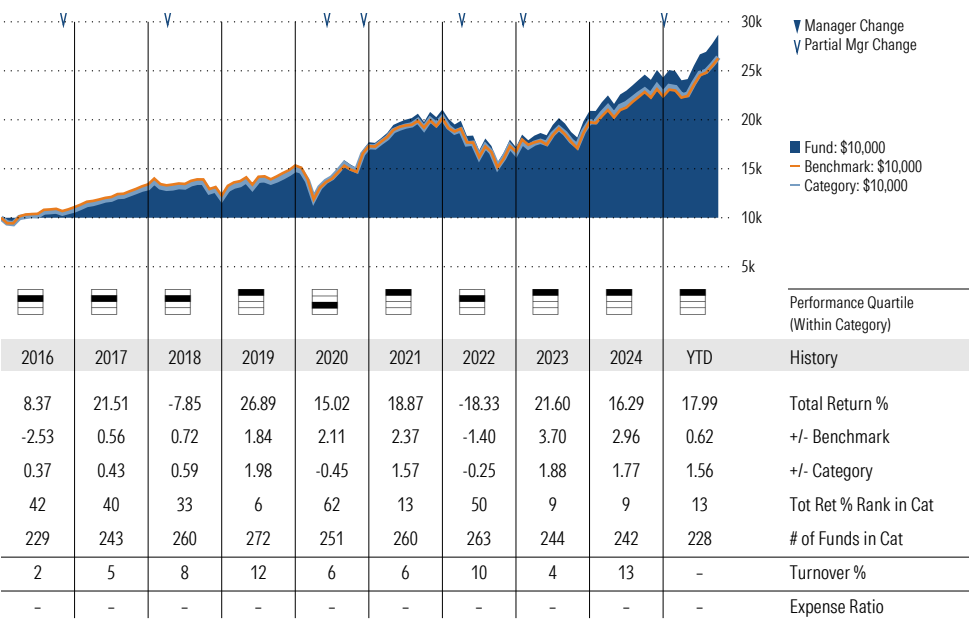 30k
25k
20k
15k
10k
5k
Manager Change
Partial Mgr Change
Fund: $10,000
Benchmark: $10,000
Category: $10,000
Performance Quartile
(Within Category)
2016 2017 2018 2019 2020 2021 2022 2023 2024 YTD History
8.37 21.51 -7.85 26.89 15.02 18.87 -18.33 21.60 16.29 17.99 Total Return %
-2.53 0.56 0.72 1.84 2.11 2.37 -1.40 3.70 2.96 0.62 +/- Benchmark
0.37 0.43 0.59 1.98 -0.45 1.57 -0.25 1.88 1.77 1.56 +/- Category
42 40 33 6 62 13 50 9 9 13 Tot Ret % Rank in Cat
229 243 260 272 251 260 263 244 242 228 # of Funds in Cat
2 5 8 12 6 6 10 4 13 – Turnover %
– – – – – – – – – – Expense Ratio